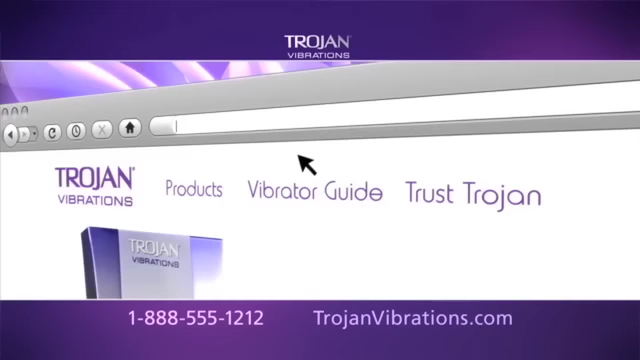 TROJAN
VIBRATIONS
TROJAN®
VIBRATIONS
Products
Vibrator Guide
Trust Trojan
TROJAN
VIBRATIONS
1-888-555-1212
TrojanVibrations.com